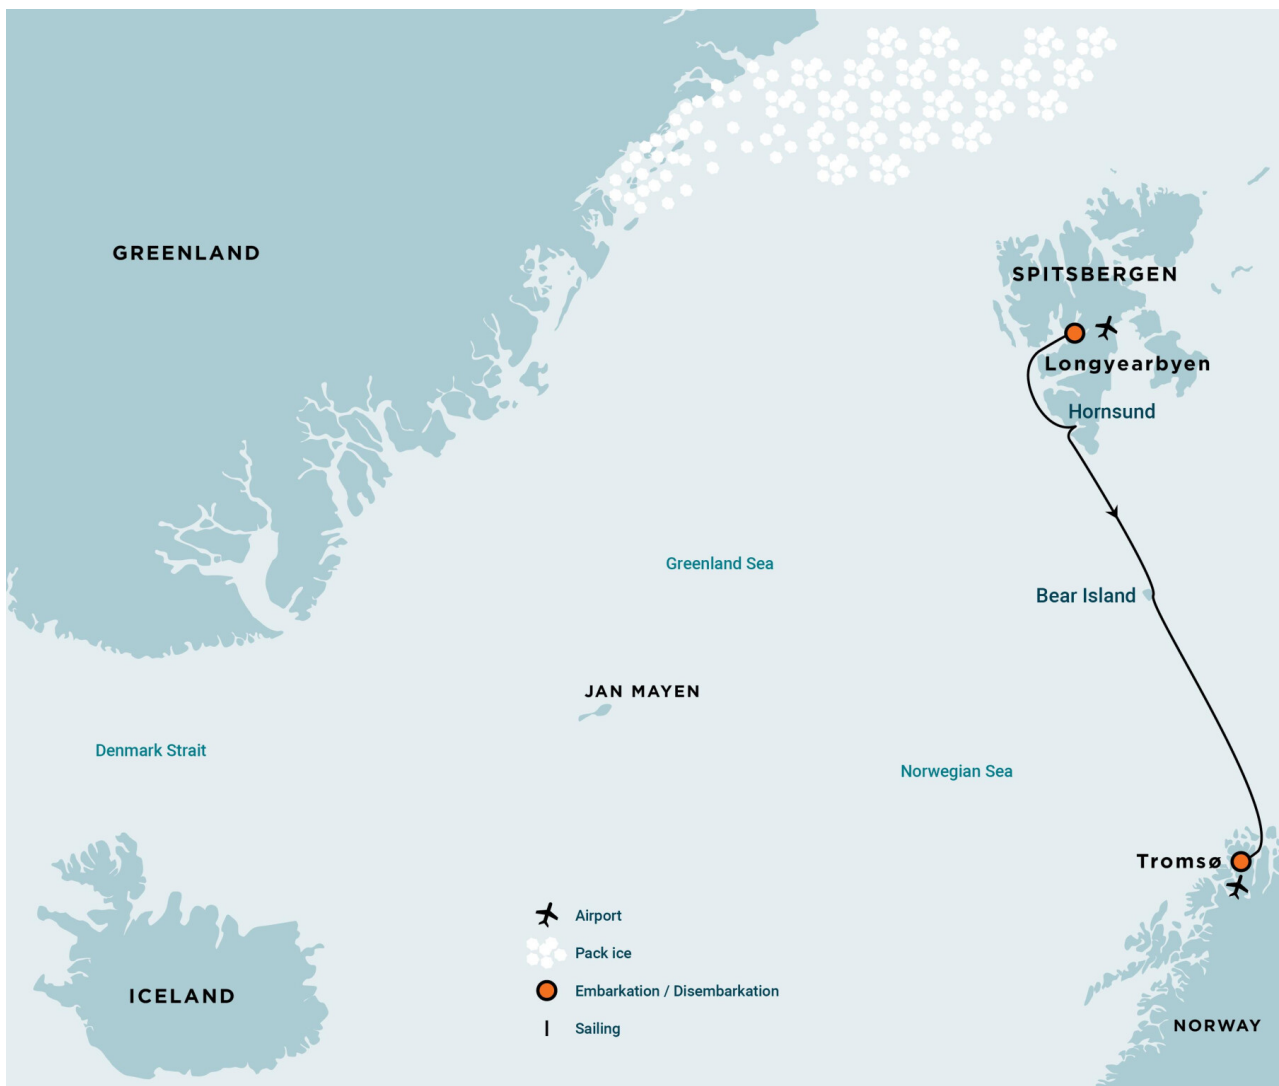 GREENLAND
SPITSBERGEN
Longyearbyen
Hornsund
Greenland Sea
Bear Island
JAN MAYEN
Denmark Strait
Norwegian Sea
Tromsø
ICELAND
NORWAY
Airport
Pack ice
Embarkation / Disembarkation
Sailing